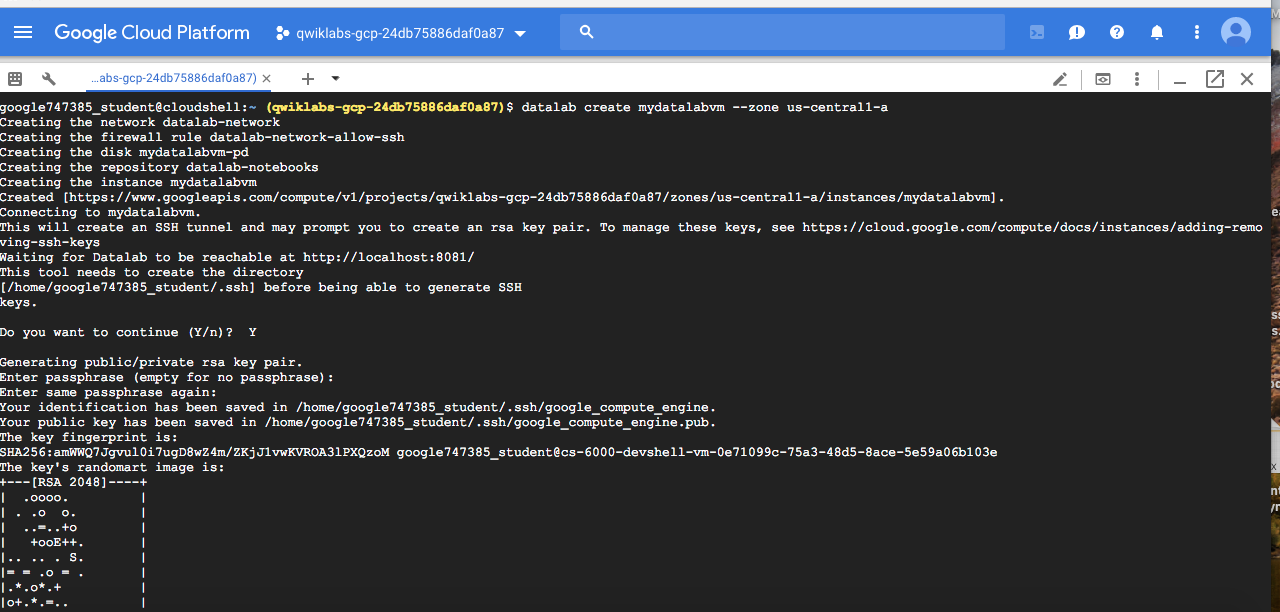 Google Cloud Platform
qwiklabs-gcp-24db75886daf0a87
...abs-gcp-24db75886daf0a87)
google747385_student@cloudshell:~ (qwiklabs-gcp-24db75886daf0a87)$ datalab create mydatalabvm --zone us-central1-a
Creating the network datalab-network
Creating the firewall rule datalab-network-allow-ssh
Creating the disk mydatalabvm-pd
Creating the repository datalab-notebooks
Creating the instance mydatalabvm
Created [https://www.googleapis.com/compute/v1/projects/qwiklabs-gcp-24db75886daf0a87/zones/us-central1-a/instances/mydatalabvm].
Connecting to mydatalabvm.
This will create an SSH tunnel and may prompt you to create an rsa key pair. To manage these keys, see https://cloud.google.com/compute/docs/instances/adding-remo
ving-ssh-keys
Waiting for Datalab to be reachable at http://localhost:8081/
This tool needs to create the directory
[/home/google747385_student/.ssh] before being able to generate SSH
keys.
Do you want to continue (Y/n)?  Y
Generating public/private rsa key pair.
Enter passphrase (empty for no passphrase):
Enter same passphrase again:
Your identification has been saved in /home/google747385_student/.ssh/google_compute_engine.
Your public key has been saved in /home/google747385_student/.ssh/google_compute_engine.pub.
The key fingerprint is:
SHA256:amWWQ7Jgvul0i7ugD8wZ4m/ZKjJ1vwKVROA3lPXQzoM google747385_student@cs-6000-devshell-vm-0e71099c-75a3-48d5-8ace-5e59a06b103e
The key's randomart image is:
+---[RSA 2048]----+
|  .oooo.         |
| . .o  o.        |
|  ..=..+o        |
|   +ooE++.       |
|.. .. . S.       |
|= = .o = .       |
|.*.o*.+          |
|o+.*.=..         |